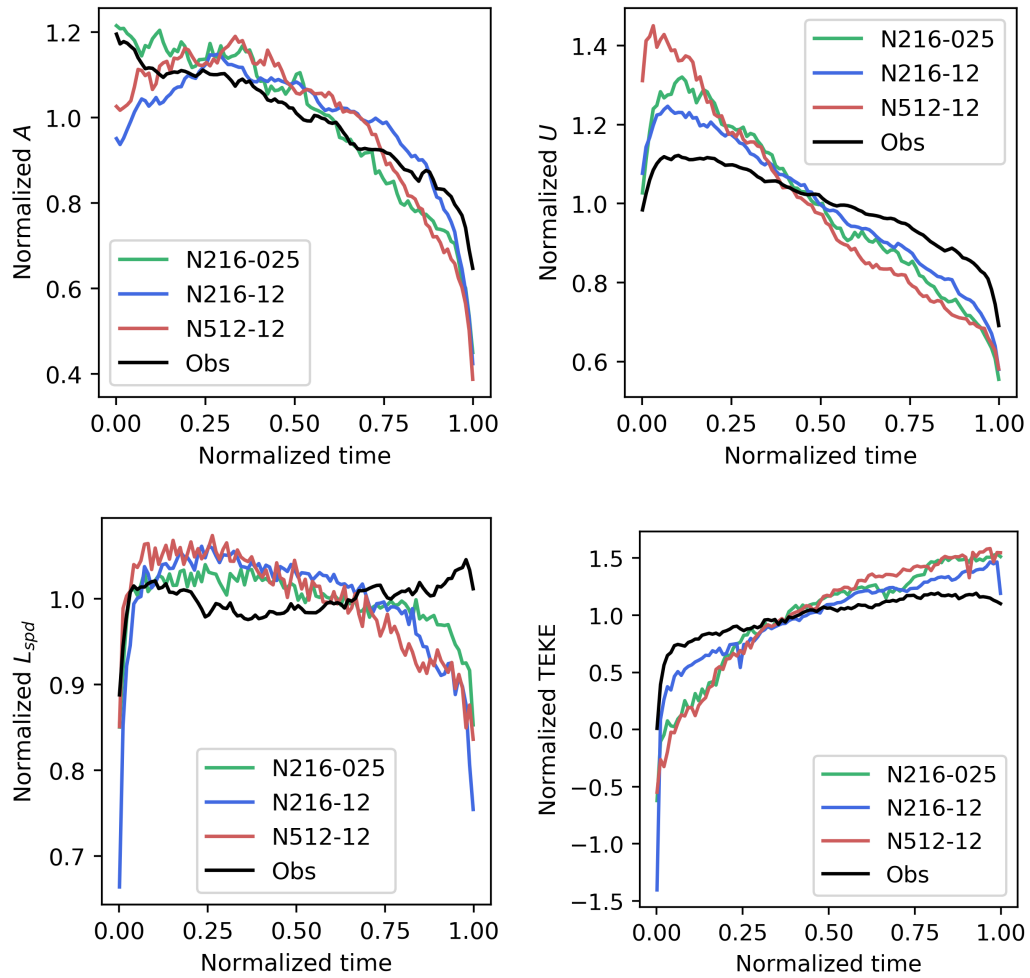 1.2
1.0
0.8
0.6
0.4
Normalized A
N216-025
N216-12
N512-12
Obs
0.00 0.25 0.50 0.75 1.00
Normalized time
1.4
1.2
1.0
0.8
0.6
Normalized U
N216-025
N216-12
N512-12
Obs
0.00 0.25 0.50 0.75 1.00
Normalized time
1.0
0.9
0.8
0.7
Normalized Lspd
N216-025
N216-12
N512-12
Obs
0.00 0.25 0.50 0.75 1.00
Normalized time
1.5
1.0
0.5
0.0
−0.5
−1.0
−1.5
Normalized TEKE
N216-025
N216-12
N512-12
Obs
0.00 0.25 0.50 0.75 1.00
Normalized time